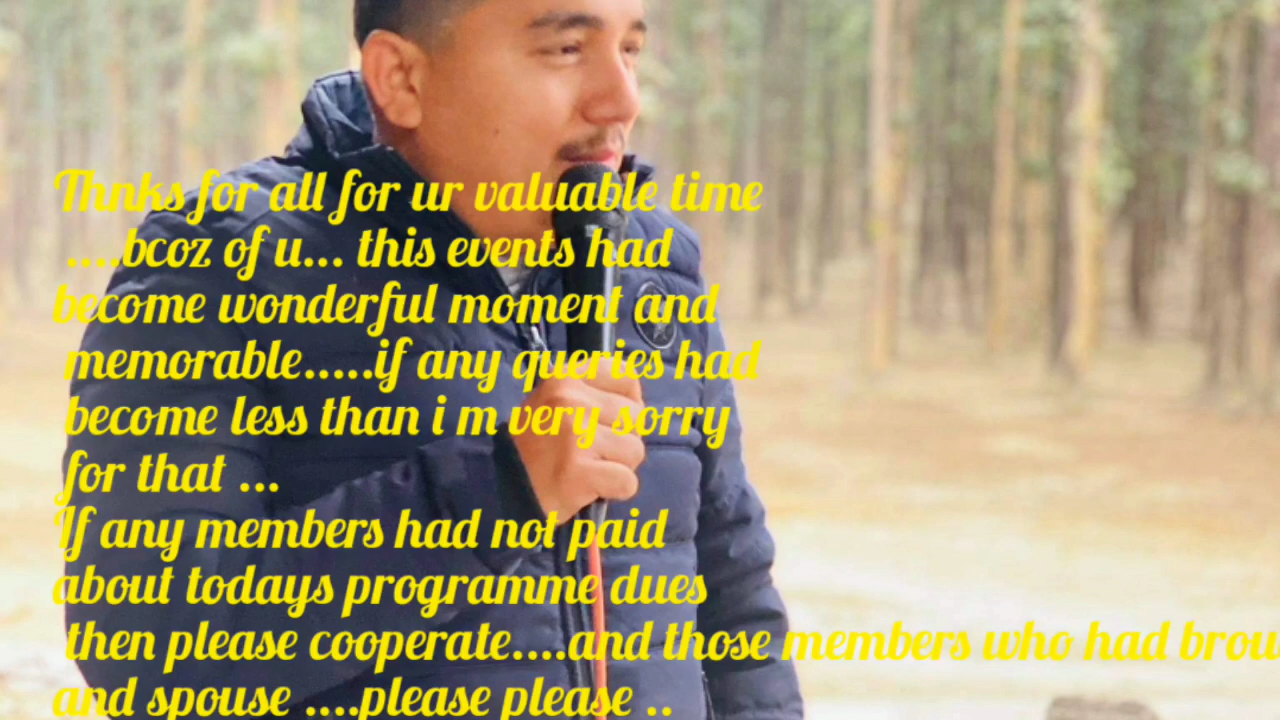 Thnks for all for ur valuable time
....bcoz of u... this events had
become wonderful moment and
memorable.....if any queries had
become less than i m very sorry
for that ...
If any members had not paid
about todays programme dues
then please cooperate....and those members who had brou
and spouse ....please please ..